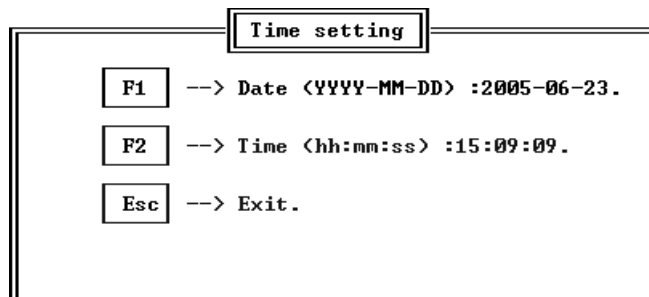 Time setting
F1 --> Date (YYYY-MM-DD) :2005-06-23.
F2 --> Time (hh:mm:ss) :15:09:09.
Esc --> Exit.